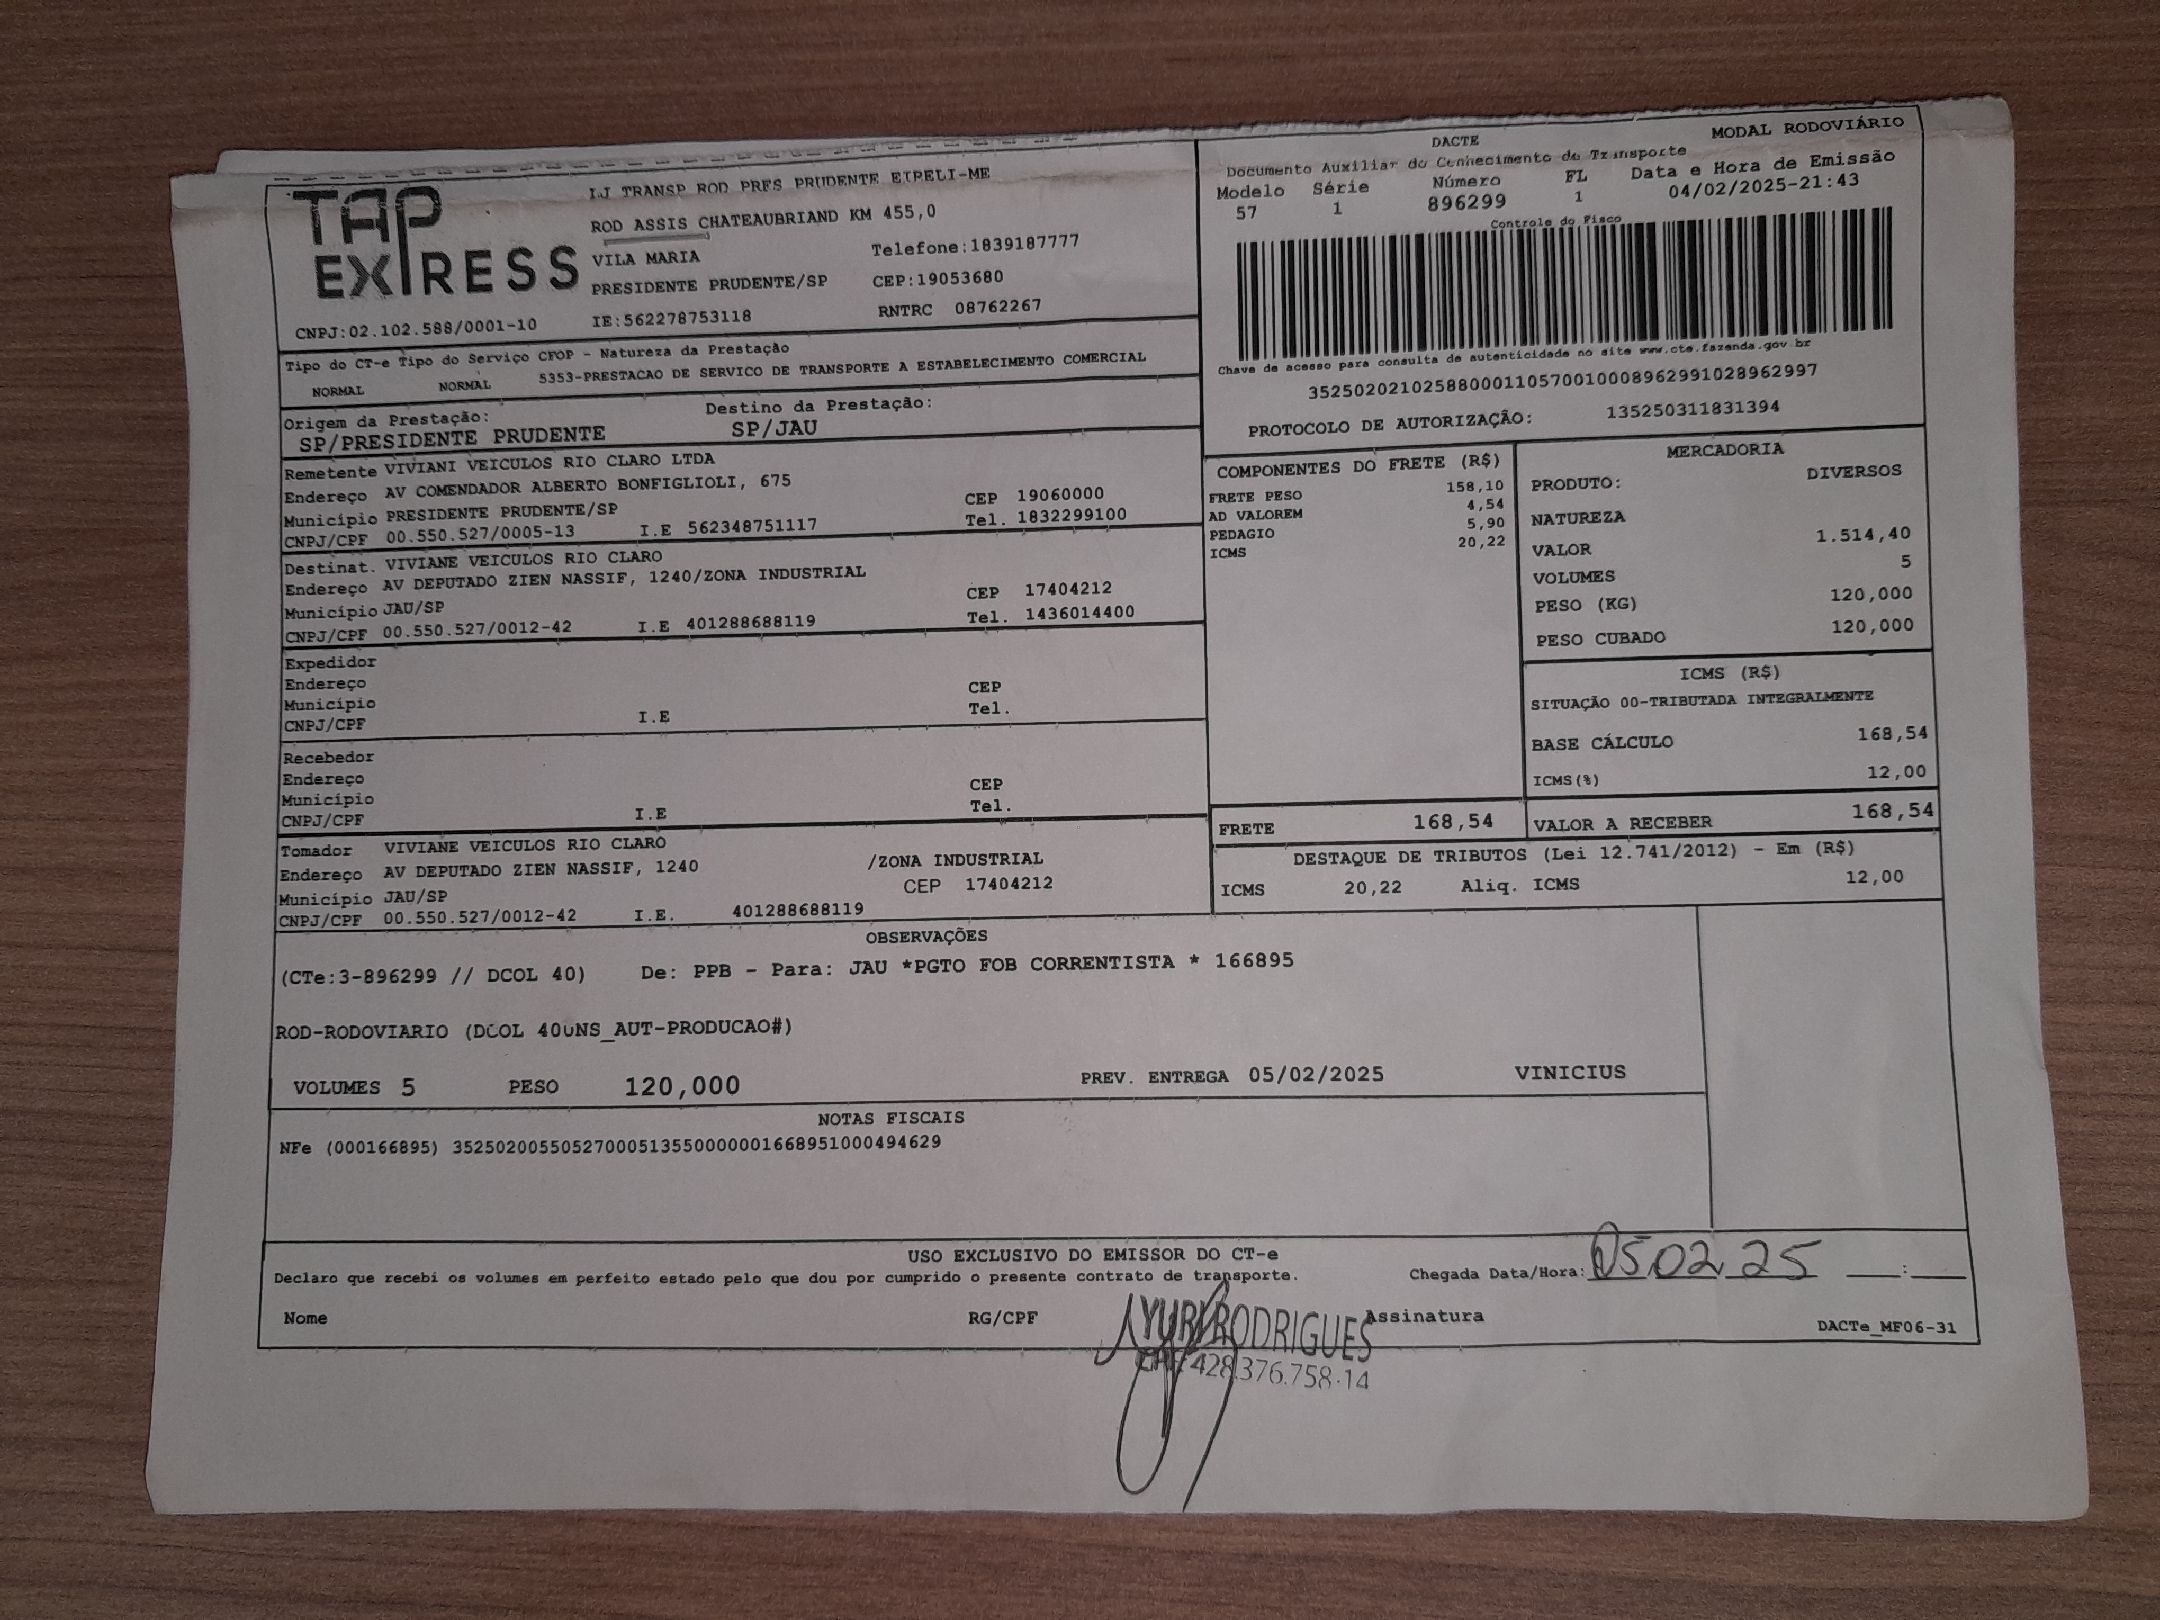 TAP
EXPRESS
LJ TRANSP ROD PRES PRUDENTE EIRELI-ME
ROD ASSIS CHATEAUBRIAND KM 455,0
VILA MARIA Telefone:1839187777
PRESIDENTE PRUDENTE/SP CEP:19053680
CNPJ:02.102.588/0001-10 IE:562278753118 RNTRC 08762267
DACTE MODAL RODOVIÁRIO
Documento Auxiliar do Conhecimento de Transporte
Modelo Série Número FL Data e Hora de Emissão
57 1 896299 1 04/02/2025-21:43
Controle do Fisco
Chave de acesso para consulta de autenticidade no site www.cte.fazenda.gov.br
35250202102588000110570010008962991028962997
PROTOCOLO DE AUTORIZAÇÃO: 135250311831394
Tipo do CT-e Tipo do Serviço CFOP - Natureza da Prestação
NORMAL NORMAL 5353-PRESTACAO DE SERVICO DE TRANSPORTE A ESTABELECIMENTO COMERCIAL
Origem da Prestação: Destino da Prestação:
SP/PRESIDENTE PRUDENTE SP/JAU
Remetente VIVIANI VEICULOS RIO CLARO LTDA
Endereço AV COMENDADOR ALBERTO BONFIGLIOLI, 675 CEP 19060000
Município PRESIDENTE PRUDENTE/SP Tel. 1832299100
CNPJ/CPF 00.550.527/0005-13 I.E 562348751117
Destinat. VIVIANE VEICULOS RIO CLARO
Endereço AV DEPUTADO ZIEN NASSIF, 1240/ZONA INDUSTRIAL CEP 17404212
Município JAU/SP Tel. 1436014400
CNPJ/CPF 00.550.527/0012-42 I.E 401288688119
Expedidor
Endereço CEP
Município Tel.
CNPJ/CPF I.E
Recebedor
Endereço CEP
Município Tel.
CNPJ/CPF I.E
Tomador VIVIANE VEICULOS RIO CLARO
Endereço AV DEPUTADO ZIEN NASSIF, 1240 /ZONA INDUSTRIAL
Município JAU/SP CEP 17404212
CNPJ/CPF 00.550.527/0012-42 I.E. 401288688119
COMPONENTES DO FRETE (R$)
FRETE PESO 158,10
AD VALOREM 4,54
PEDAGIO 5,90
ICMS 20,22
FRETE 168,54
MERCADORIA
PRODUTO: DIVERSOS
NATUREZA
VALOR 1.514,40
VOLUMES 5
PESO (KG) 120,000
PESO CUBADO 120,000
ICMS (R$)
SITUAÇÃO 00-TRIBUTADA INTEGRALMENTE
BASE CÁLCULO 168,54
ICMS(%) 12,00
VALOR A RECEBER 168,54
DESTAQUE DE TRIBUTOS (Lei 12.741/2012) - Em (R$)
ICMS 20,22 Aliq. ICMS 12,00
OBSERVAÇÕES
(CTe:3-896299 // DCOL 40) De: PPB - Para: JAU *PGTO FOB CORRENTISTA * 166895
ROD-RODOVIARIO (DCOL 40UNS_AUT-PRODUCAO#)
VOLUMES 5 PESO 120,000 PREV. ENTREGA 05/02/2025 VINICIUS
NOTAS FISCAIS
NFe (000166895) 35250200550527000513550000001668951000494629
USO EXCLUSIVO DO EMISSOR DO CT-e
Declaro que recebi os volumes em perfeito estado pelo que dou por cumprido o presente contrato de transporte. Chegada Data/Hora: 05 02 25 :
Nome RG/CPF Assinatura
DACTe_MF06-31
YURI RODRIGUES
CPF: 428.376.758-14